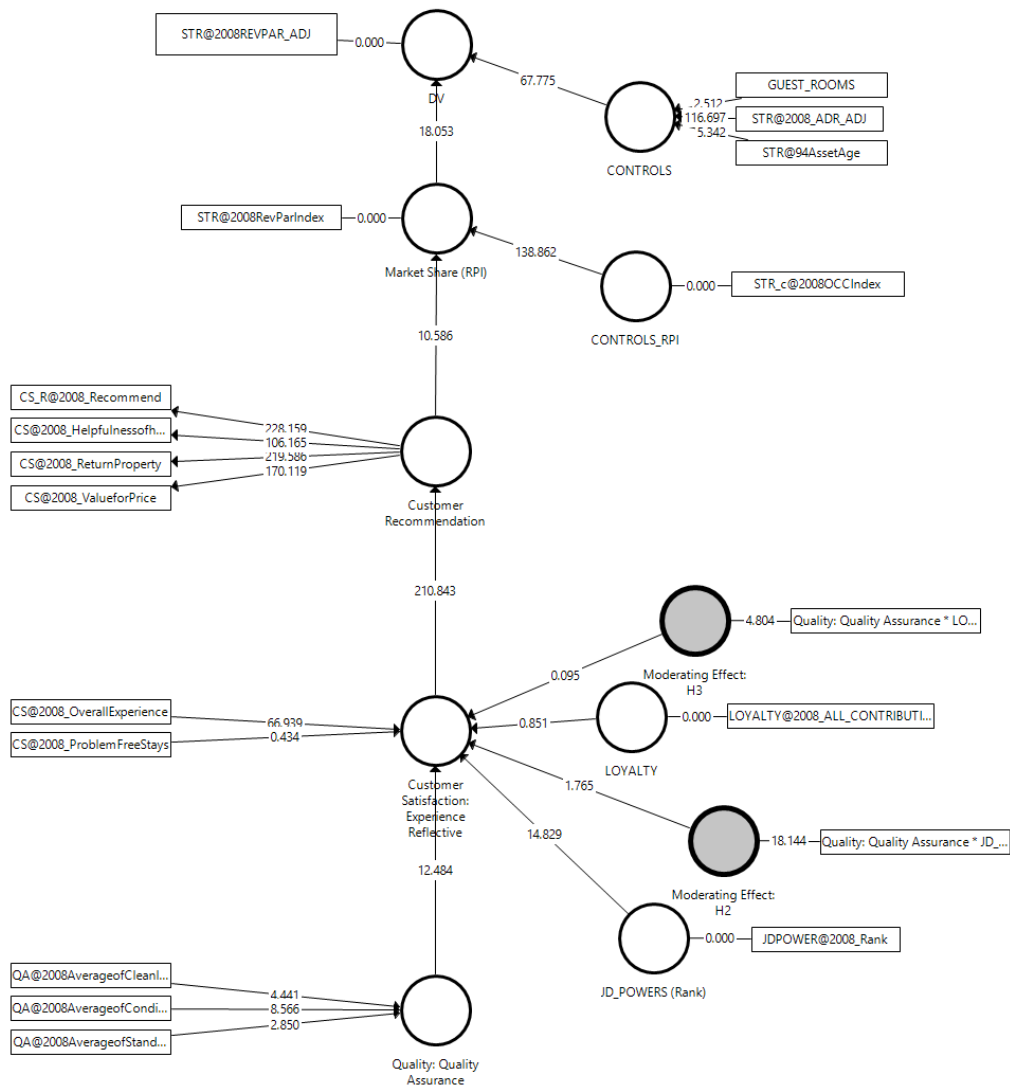 STR@2008REVPAR_ADJ
0.000
DV
67.775
GUEST_ROOMS
2.512
116.697
STR@2008_ADR_ADJ
5.342
STR@94AssetAge
CONTROLS
18.053
STR@2008RevParIndex
0.000
Market Share (RPI)
138.862
0.000
STR_c@2008OCCIndex
CONTROLS_RPI
10.586
CS_R@2008_Recommend
CS@2008_Helpfulnessofh...
CS@2008_ReturnProperty
CS@2008_ValueforPrice
228.159
106.165
219.586
170.119
Customer
Recommendation
210.843
4.804
Quality: Quality Assurance * LO...
Moderating Effect:
H3
0.095
CS@2008_OverallExperience
CS@2008_ProblemFreeStays
66.939
0.434
0.851
0.000
LOYALTY@2008_ALL_CONTRIBUTI...
LOYALTY
Customer
Satisfaction:
Experience
Reflective
1.765
14.829
18.144
Quality: Quality Assurance * JD_...
Moderating Effect:
H2
12.484
0.000
JDPOWER@2008_Rank
JD_POWERS (Rank)
QA@2008AverageofCleanl...
QA@2008AverageofCondi...
QA@2008AverageofStand...
4.441
8.566
2.850
Quality: Quality
Assurance